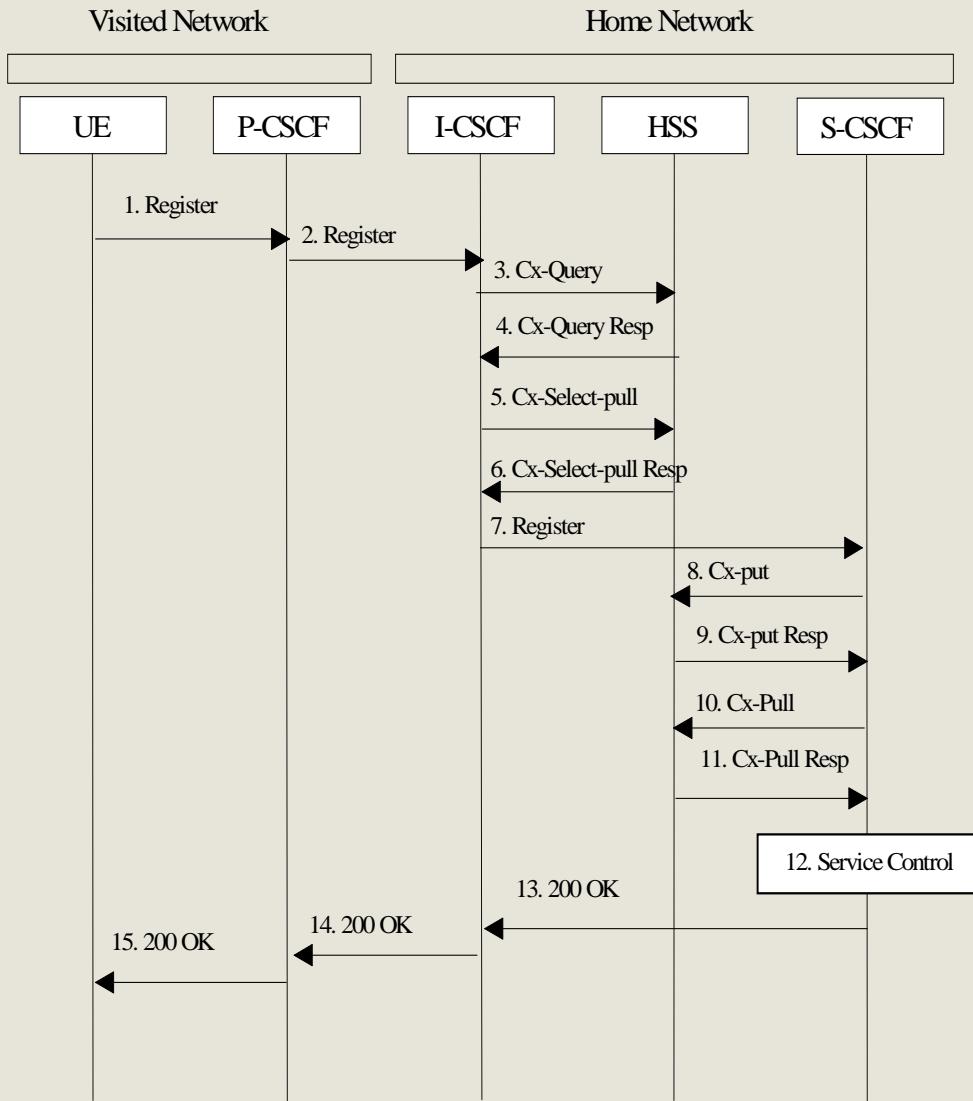 Visited Network
Home Network
UE
P-CSCF
I-CSCF
HSS
S-CSCF
1. Register
2. Register
3. Cx-Query
4. Cx-Query Resp
5. Cx-Select-pull
6. Cx-Select-pull Resp
7. Register
8. Cx-put
9. Cx-put Resp
10. Cx-Pull
11. Cx-Pull Resp
12. Service Control
13. 200 OK
14. 200 OK
15. 200 OK